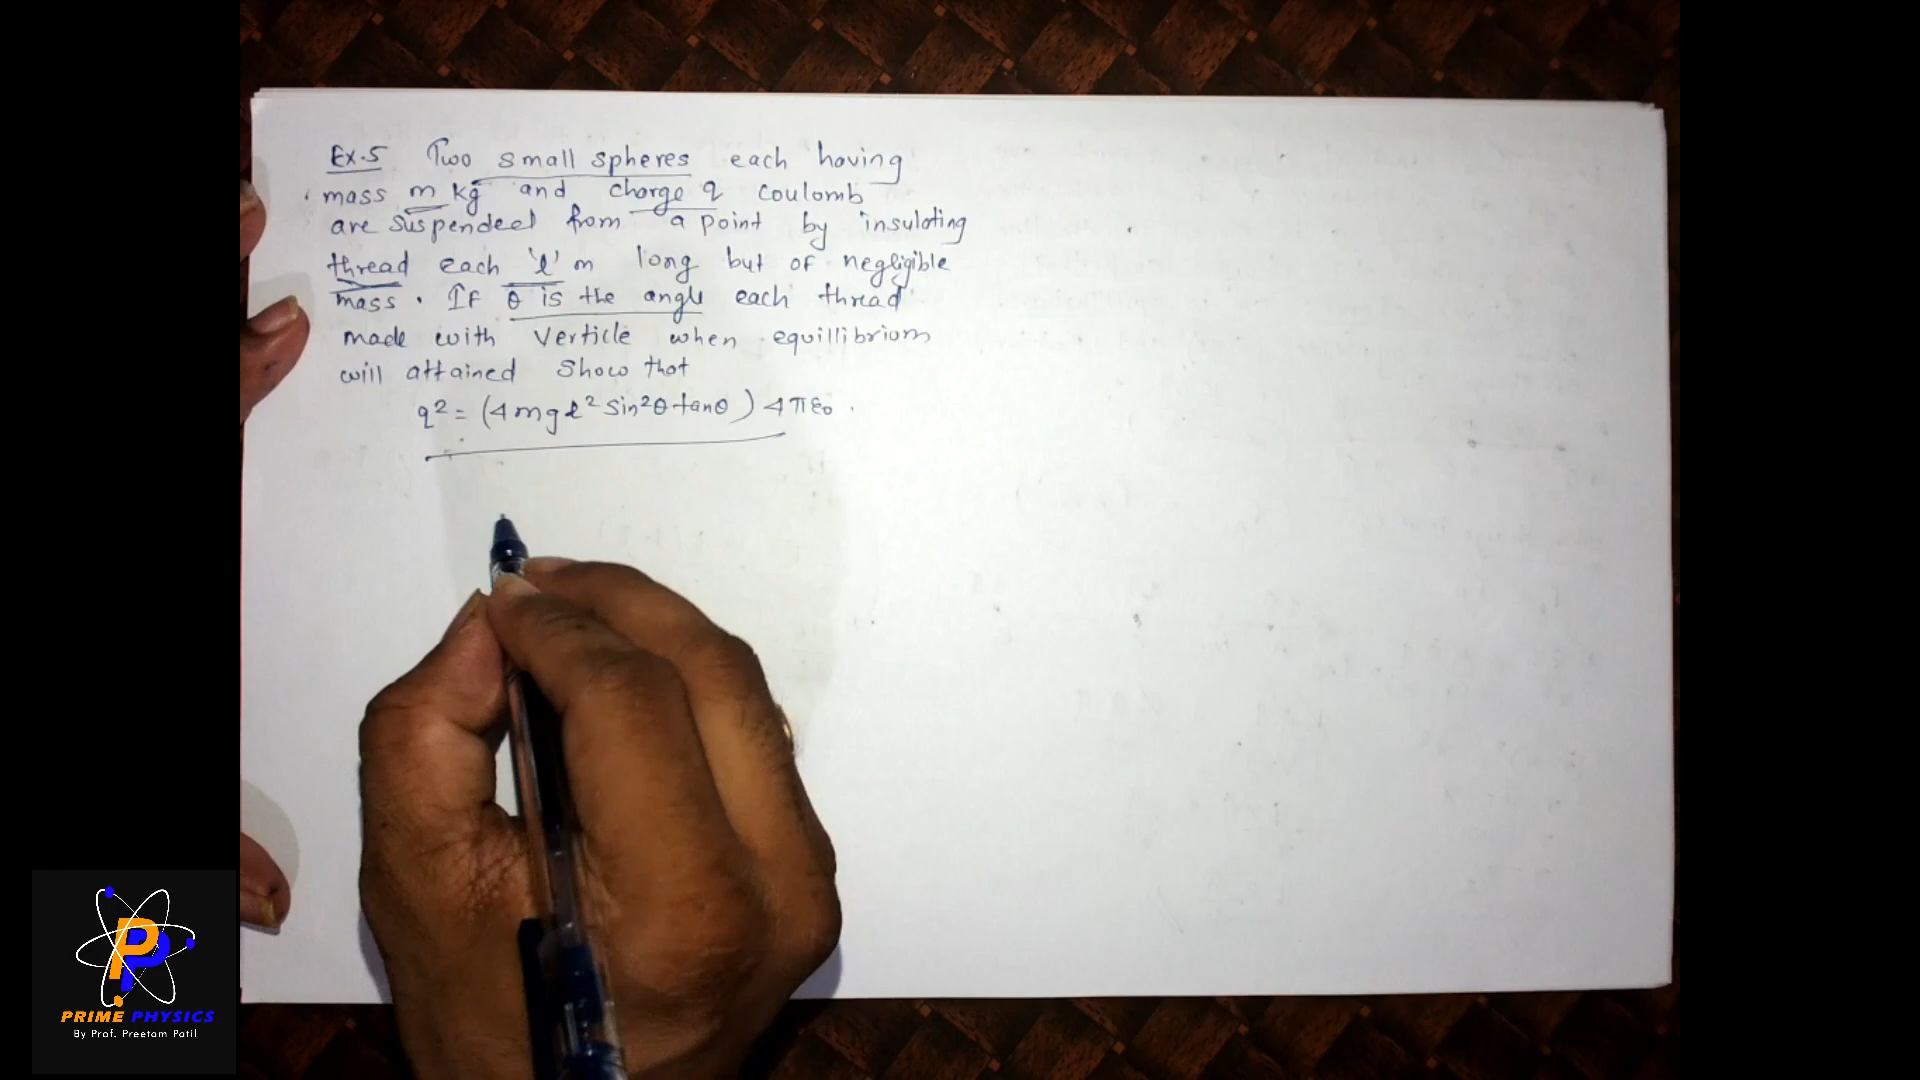 Ex.5 Two small spheres each having
mass m kg and charge q coulomb
are suspended from a point by insulating
thread each 'l' m long but of negligible
mass. If θ is the angle each thread
made with verticle when equillibrium
will attained show that
q² = (4mgl² sin²θ tanθ) 4πε₀.
PRIME PHYSICS
By Prof. Preetam Patil